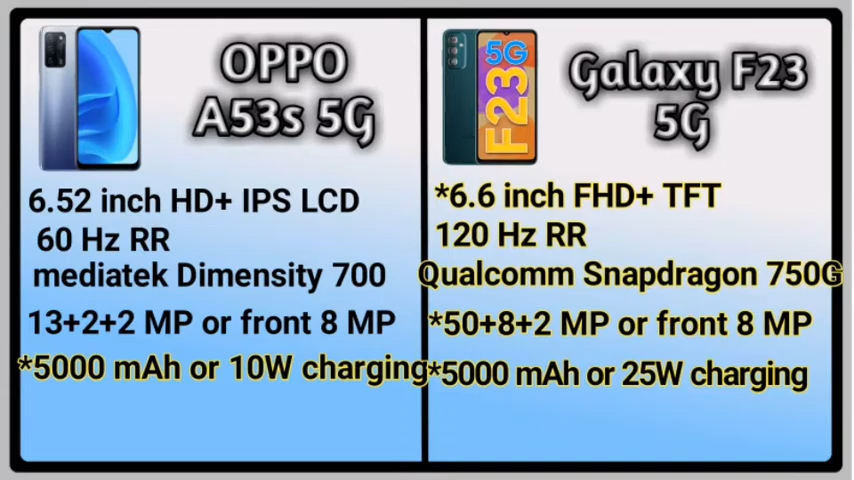 OPPO
A53s 5G
6.52 inch HD+ IPS LCD
60 Hz RR
mediatek Dimensity 700
13+2+2 MP or front 8 MP
*5000 mAh or 10W charging
5G
F23
Galaxy F23
5G
*6.6 inch FHD+ TFT
120 Hz RR
Qualcomm Snapdragon 750G
*50+8+2 MP or front 8 MP
*5000 mAh or 25W charging